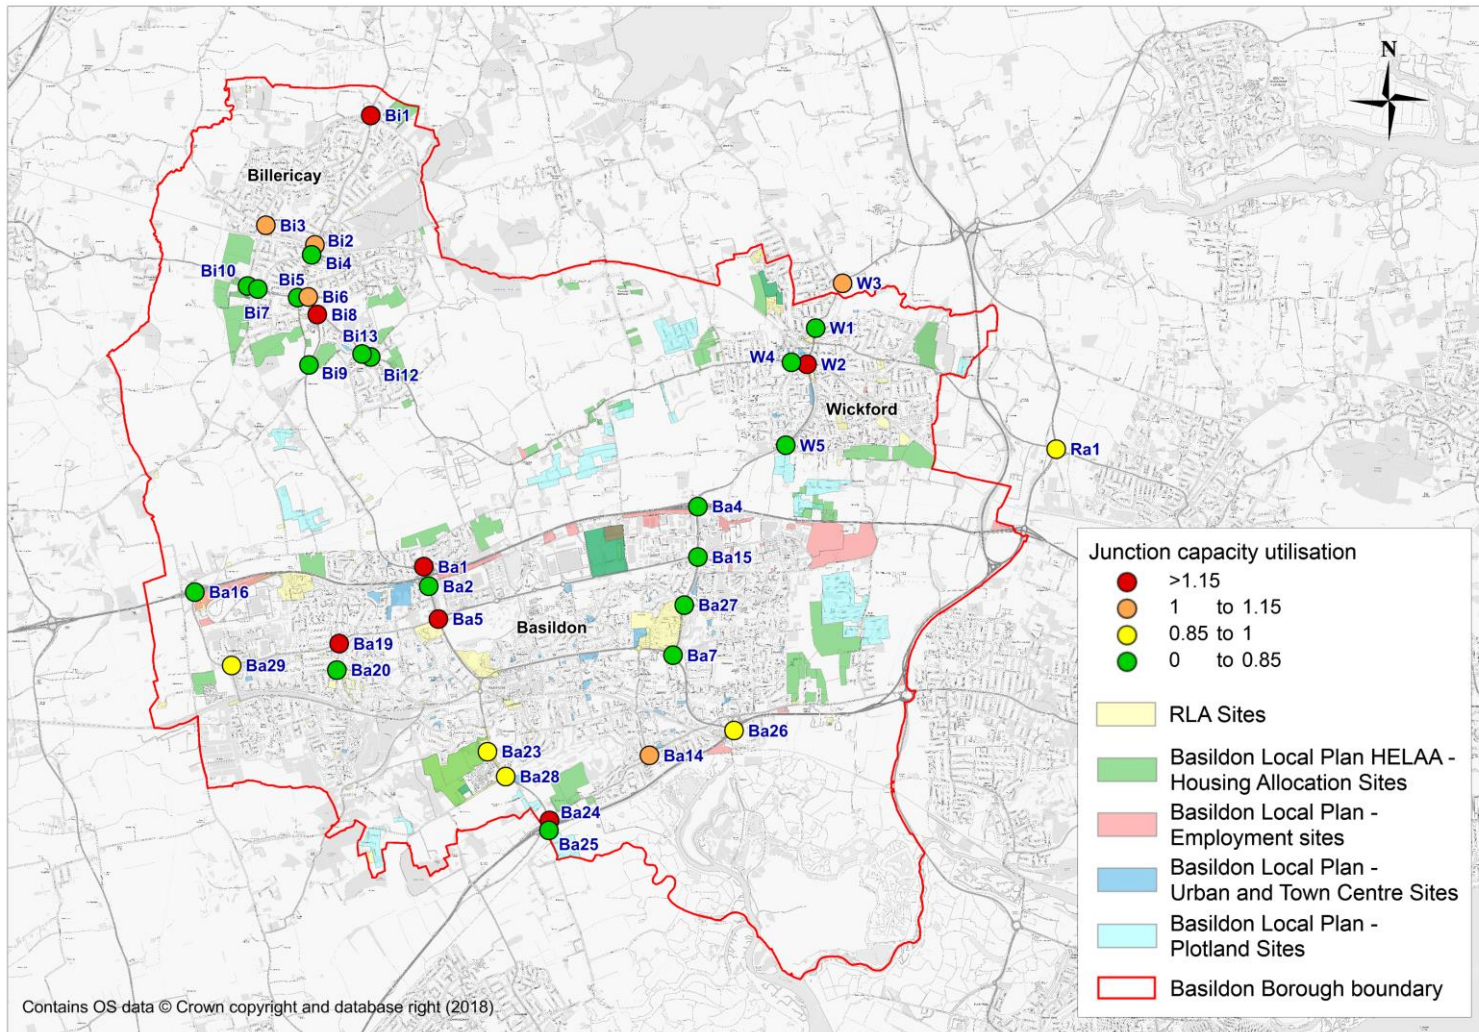 N
Bi1
Billericay
Bi3
Bi2
Bi4
Bi10
Bi5
Bi7
Bi6
Bi8
Bi13
Bi9
Bi12
W3
W1
W4
W2
Wickford
W5
Ra1
Ba4
Ba15
Ba1
Ba2
Ba16
Ba27
Ba5
Basildon
Ba19
Ba7
Ba29
Ba20
Ba26
Ba23
Ba14
Ba28
Ba24
Ba25
Junction capacity utilisation
>1.15
1 to 1.15
0.85 to 1
0 to 0.85
RLA Sites
Basildon Local Plan HELAA -
Housing Allocation Sites
Basildon Local Plan -
Employment sites
Basildon Local Plan -
Urban and Town Centre Sites
Basildon Local Plan -
Plotland Sites
Basildon Borough boundary
Contains OS data © Crown copyright and database right (2018)